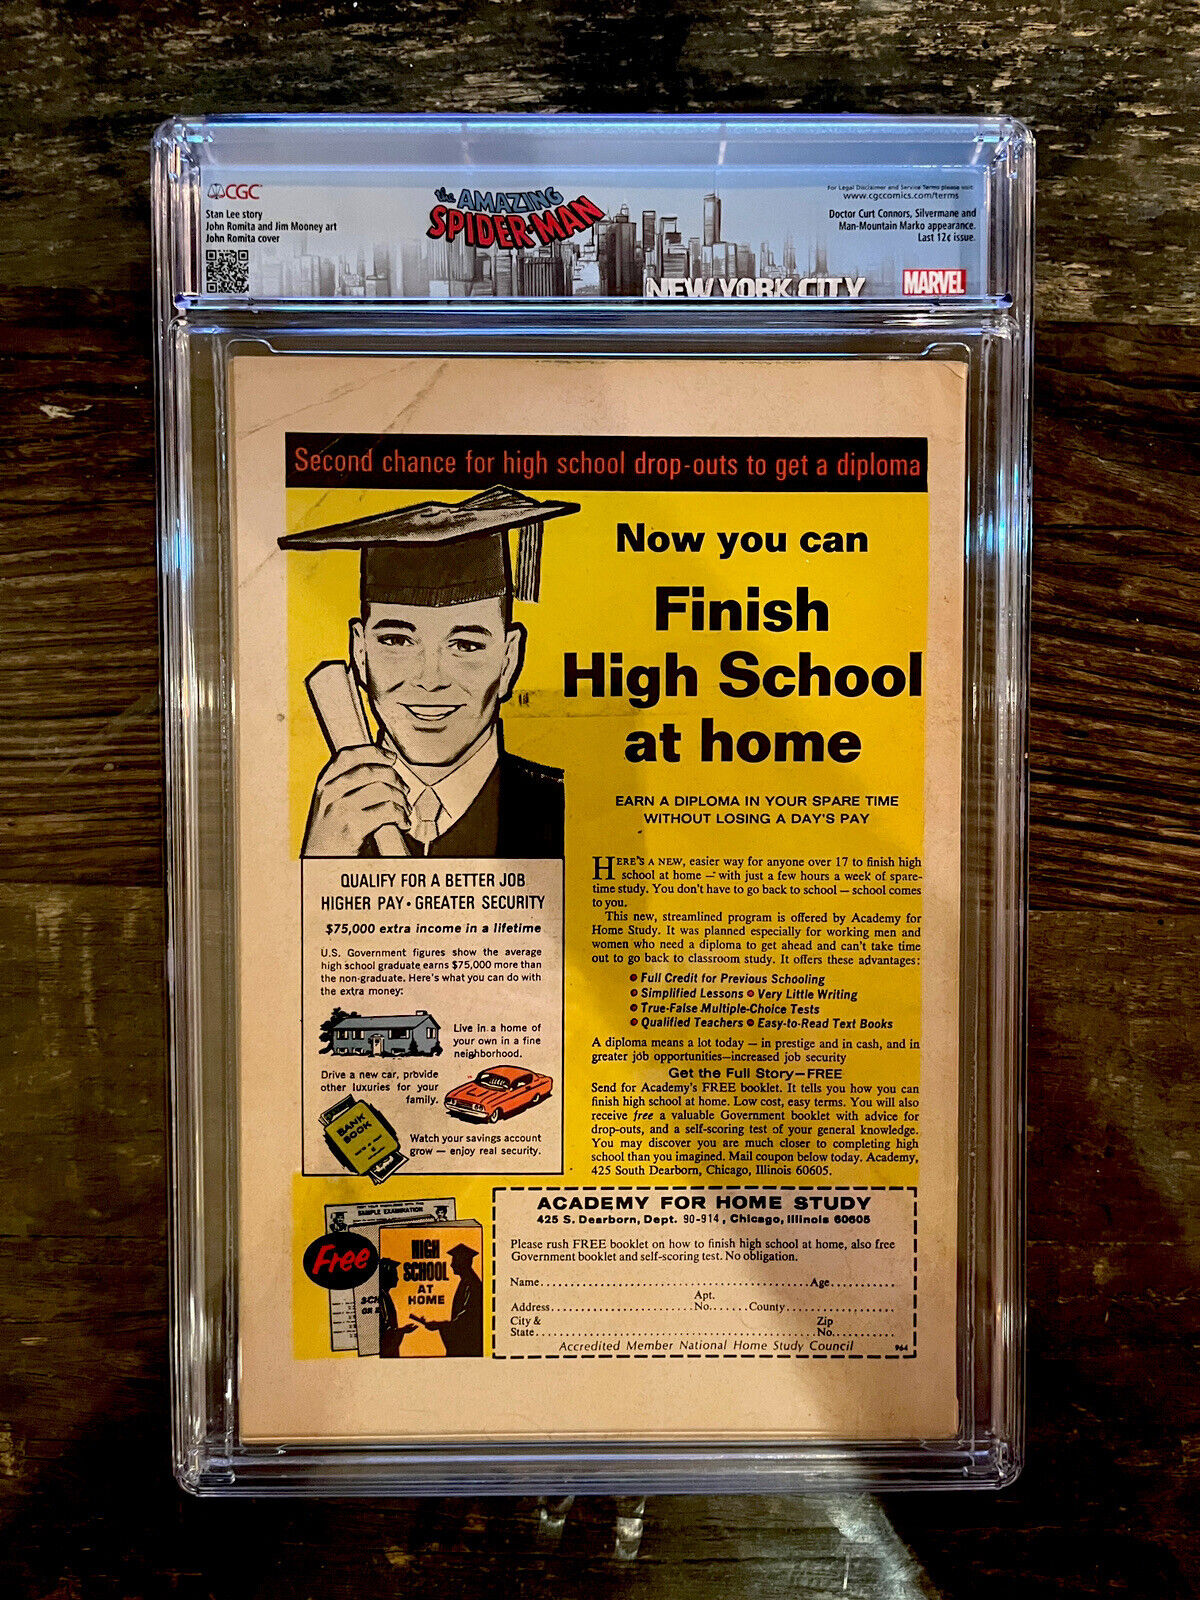 CGC
Stan Lee story
John Romita and Jim Mooney art
John Romita cover
the AMAZING
SPIDER-MAN
For Legal Disclaimer and Service Terms please visit
www.cgccomics.com/terms
Doctor Curt Connors, Silvermane and
Man-Mountain Marko appearance.
Last 12¢ issue.
NEW YORK CITY
MARVEL
Second chance for high school drop-outs to get a diploma
Now you can
Finish
High School
at home
EARN A DIPLOMA IN YOUR SPARE TIME
WITHOUT LOSING A DAY'S PAY
HERE'S A NEW, easier way for anyone over 17 to finish high
school at home — with just a few hours a week of spare-
time study. You don't have to go back to school — school comes
to you.
This new, streamlined program is offered by Academy for
Home Study. It was planned especially for working men and
women who need a diploma to get ahead and can't take time
out to go back to classroom study. It offers these advantages:
• Full Credit for Previous Schooling
• Simplified Lessons • Very Little Writing
• True-False Multiple-Choice Tests
• Qualified Teachers • Easy-to-Read Text Books
A diploma means a lot today — in prestige and in cash, and in
greater job opportunities—increased job security
Get the Full Story—FREE
Send for Academy's FREE booklet. It tells you how you can
finish high school at home. Low cost, easy terms. You will also
receive free a valuable Government booklet with advice for
drop-outs, and a self-scoring test of your general knowledge.
You may discover you are much closer to completing high
school than you imagined. Mail coupon below today. Academy,
425 South Dearborn, Chicago, Illinois 60605.
QUALIFY FOR A BETTER JOB
HIGHER PAY • GREATER SECURITY
$75,000 extra income in a lifetime
U.S. Government figures show the average
high school graduate earns $75,000 more than
the non-graduate. Here's what you can do with
the extra money:
Live in a home of
your own in a fine
neighborhood.
Drive a new car, provide
other luxuries for your
family.
BANK
BOOK
Watch your savings account
grow — enjoy real security.
SAMPLE EXAMINATION
Free
HIGH
SCHOOL
AT
HOME
ACADEMY FOR HOME STUDY
425 S. Dearborn, Dept. 90-914, Chicago, Illinois 60605
Please rush FREE booklet on how to finish high school at home, also free
Government booklet and self-scoring test. No obligation.
Name.......... Age..........
Address.......... Apt. No....... County..........
City &
State.......... Zip No..........
Accredited Member National Home Study Council 964